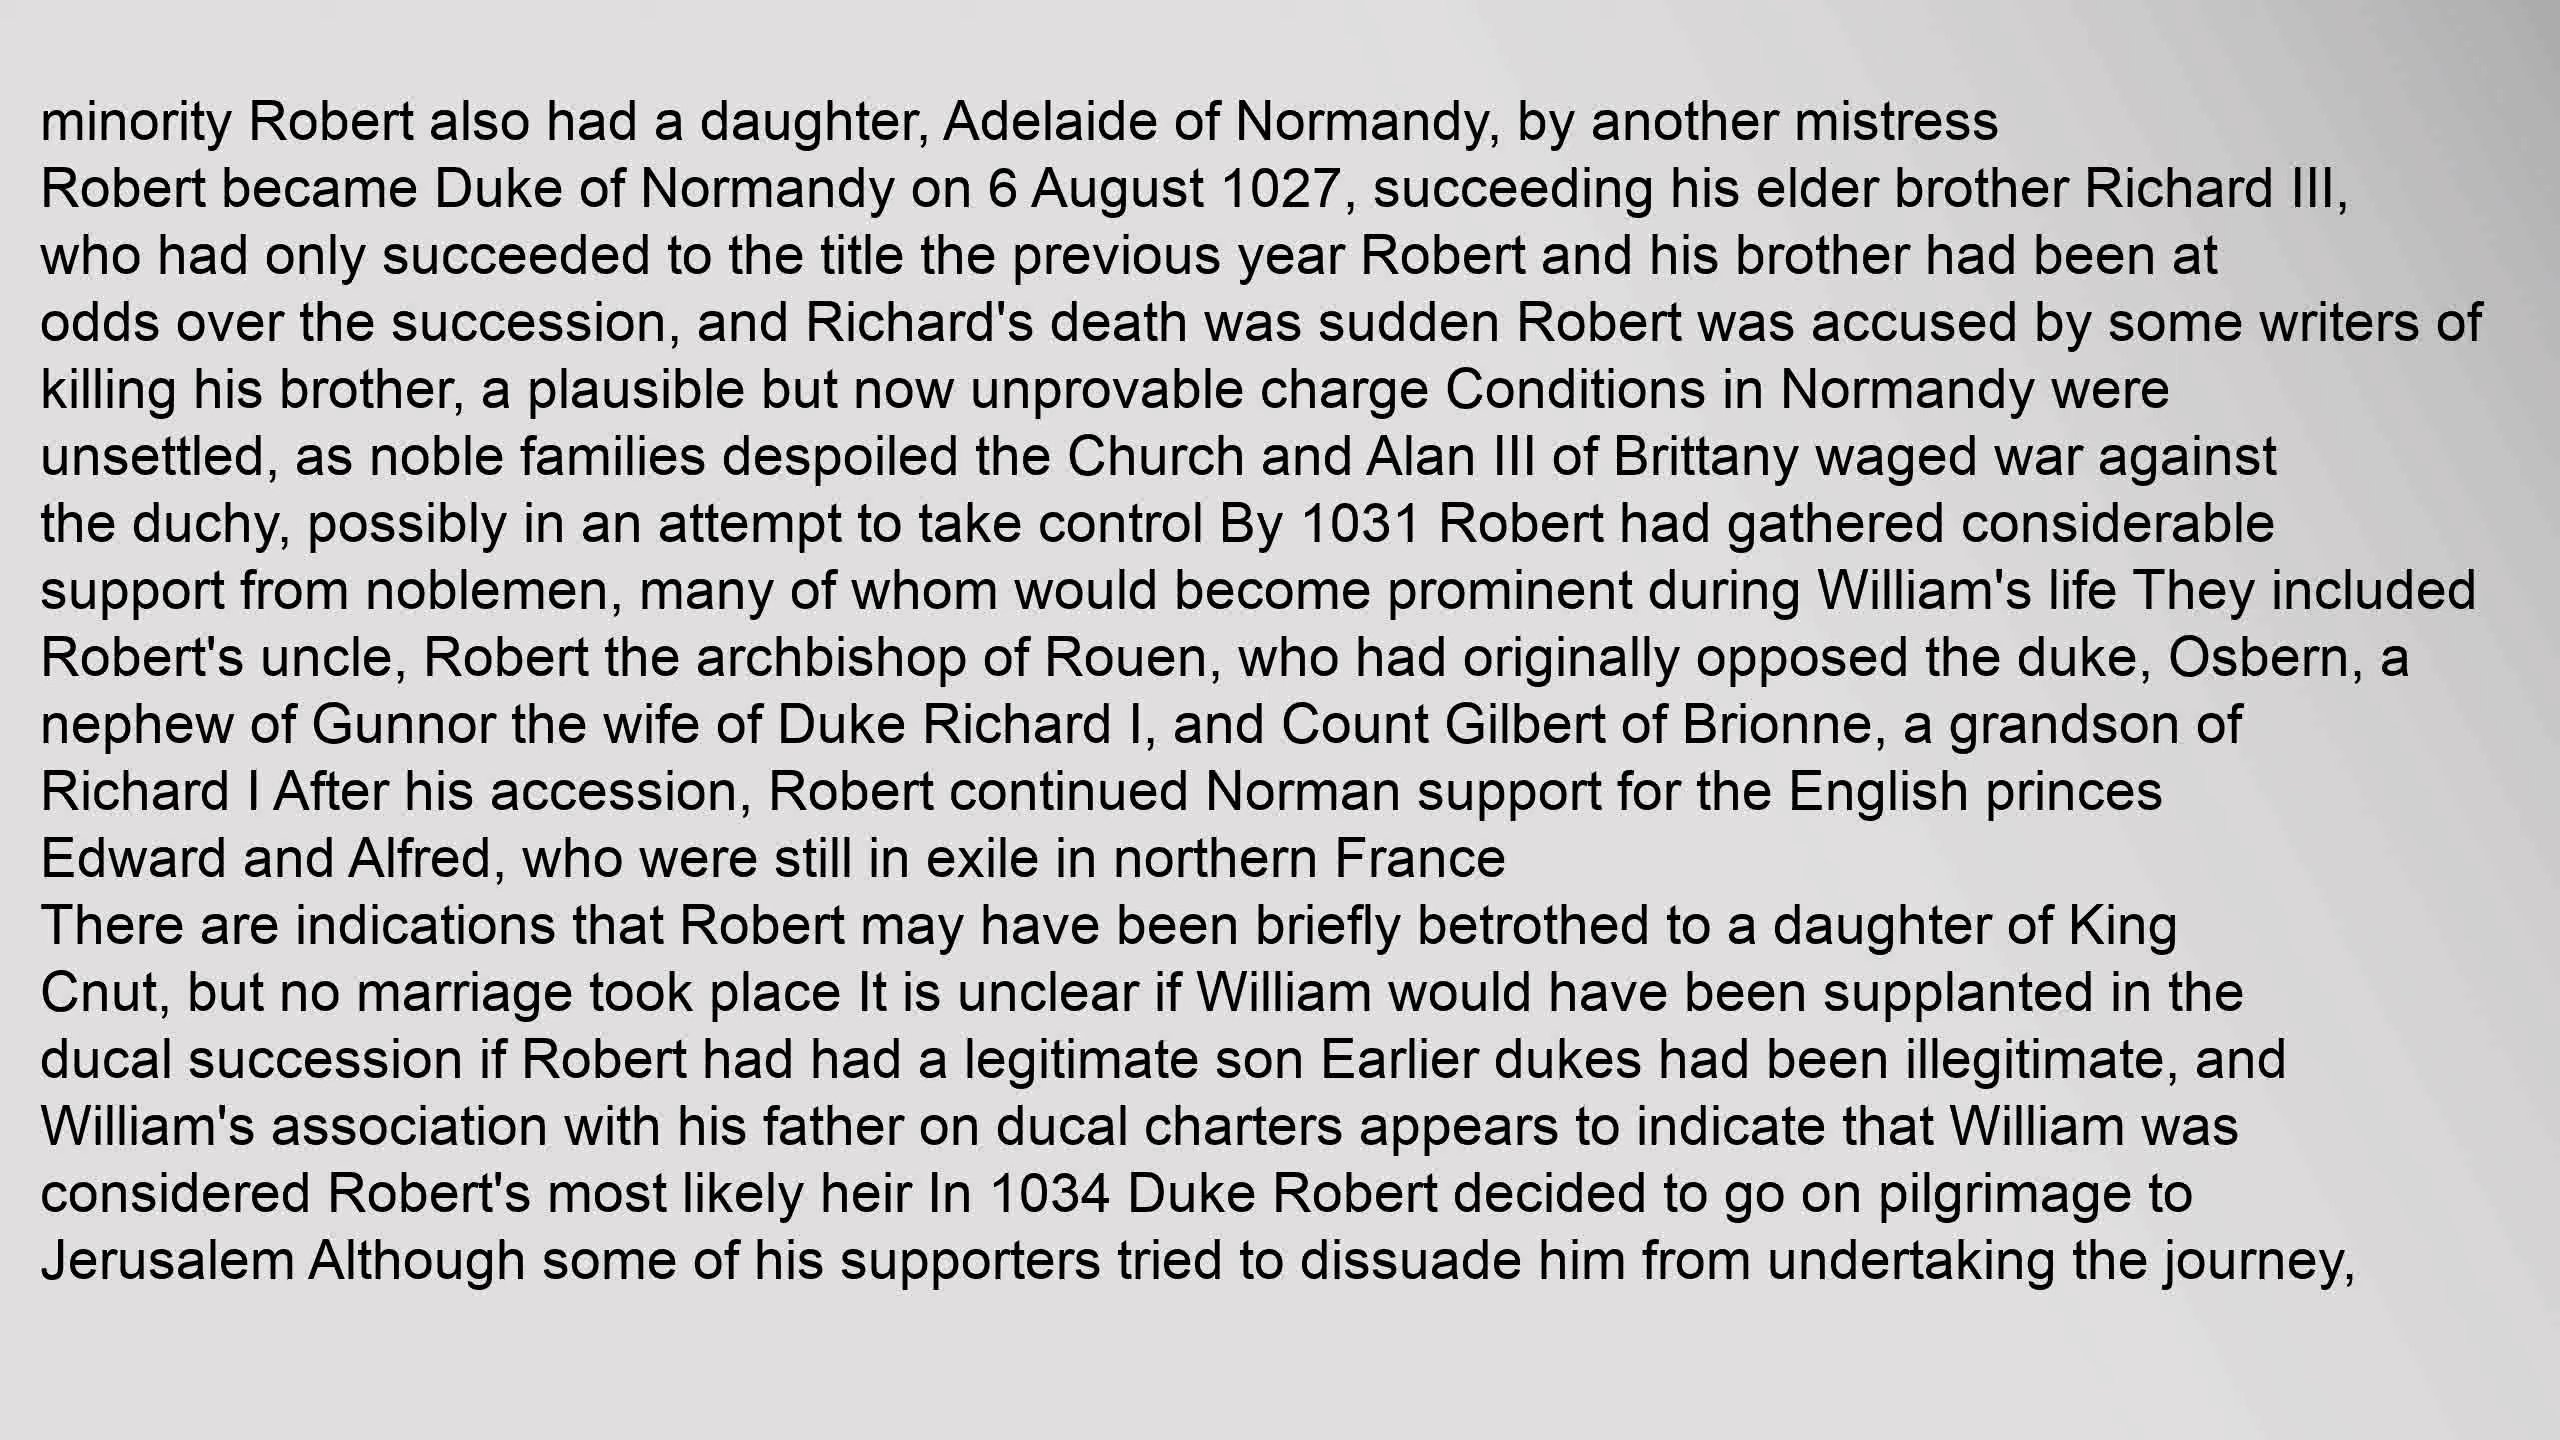 minority Robert also had a daughter, Adelaide of Normandy, by another mistress
Robert became Duke of Normandy on 6 August 1027, succeeding his elder brother Richard III,
who had only succeeded to the title the previous year Robert and his brother had been at
odds over the succession, and Richard's death was sudden Robert was accused by some writers of
killing his brother, a plausible but now unprovable charge Conditions in Normandy were
unsettled, as noble families despoiled the Church and Alan III of Brittany waged war against
the duchy, possibly in an attempt to take control By 1031 Robert had gathered considerable
support from noblemen, many of whom would become prominent during William's life They included
Robert's uncle, Robert the archbishop of Rouen, who had originally opposed the duke, Osbern, a
nephew of Gunnor the wife of Duke Richard I, and Count Gilbert of Brionne, a grandson of
Richard I After his accession, Robert continued Norman support for the English princes
Edward and Alfred, who were still in exile in northern France
There are indications that Robert may have been briefly betrothed to a daughter of King
Cnut, but no marriage took place It is unclear if William would have been supplanted in the
ducal succession if Robert had had a legitimate son Earlier dukes had been illegitimate, and
William's association with his father on ducal charters appears to indicate that William was
considered Robert's most likely heir In 1034 Duke Robert decided to go on pilgrimage to
Jerusalem Although some of his supporters tried to dissuade him from undertaking the journey,